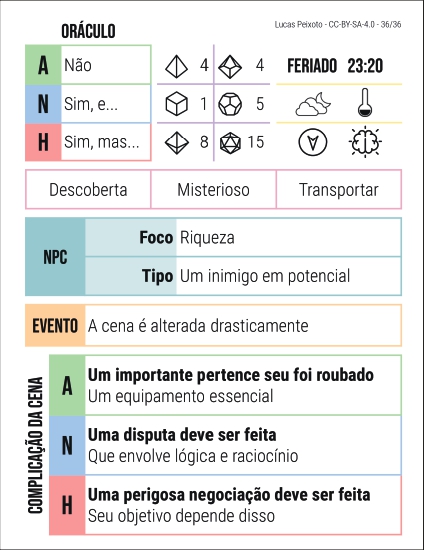 Lucas Peixoto - CC-BY-SA-4.0 - 36/36
ORÁCULO
A Não
N Sim, e...
H Sim, mas...
4 4
1 5
8 15
FERIADO 23:20
Descoberta Misterioso Transportar
NPC
Foco Riqueza
Tipo Um inimigo em potencial
EVENTO A cena é alterada drasticamente
COMPLICAÇÃO DA CENA
A
Um importante pertence seu foi roubado
Um equipamento essencial
N
Uma disputa deve ser feita
Que envolve lógica e raciocínio
H
Uma perigosa negociação deve ser feita
Seu objetivo depende disso